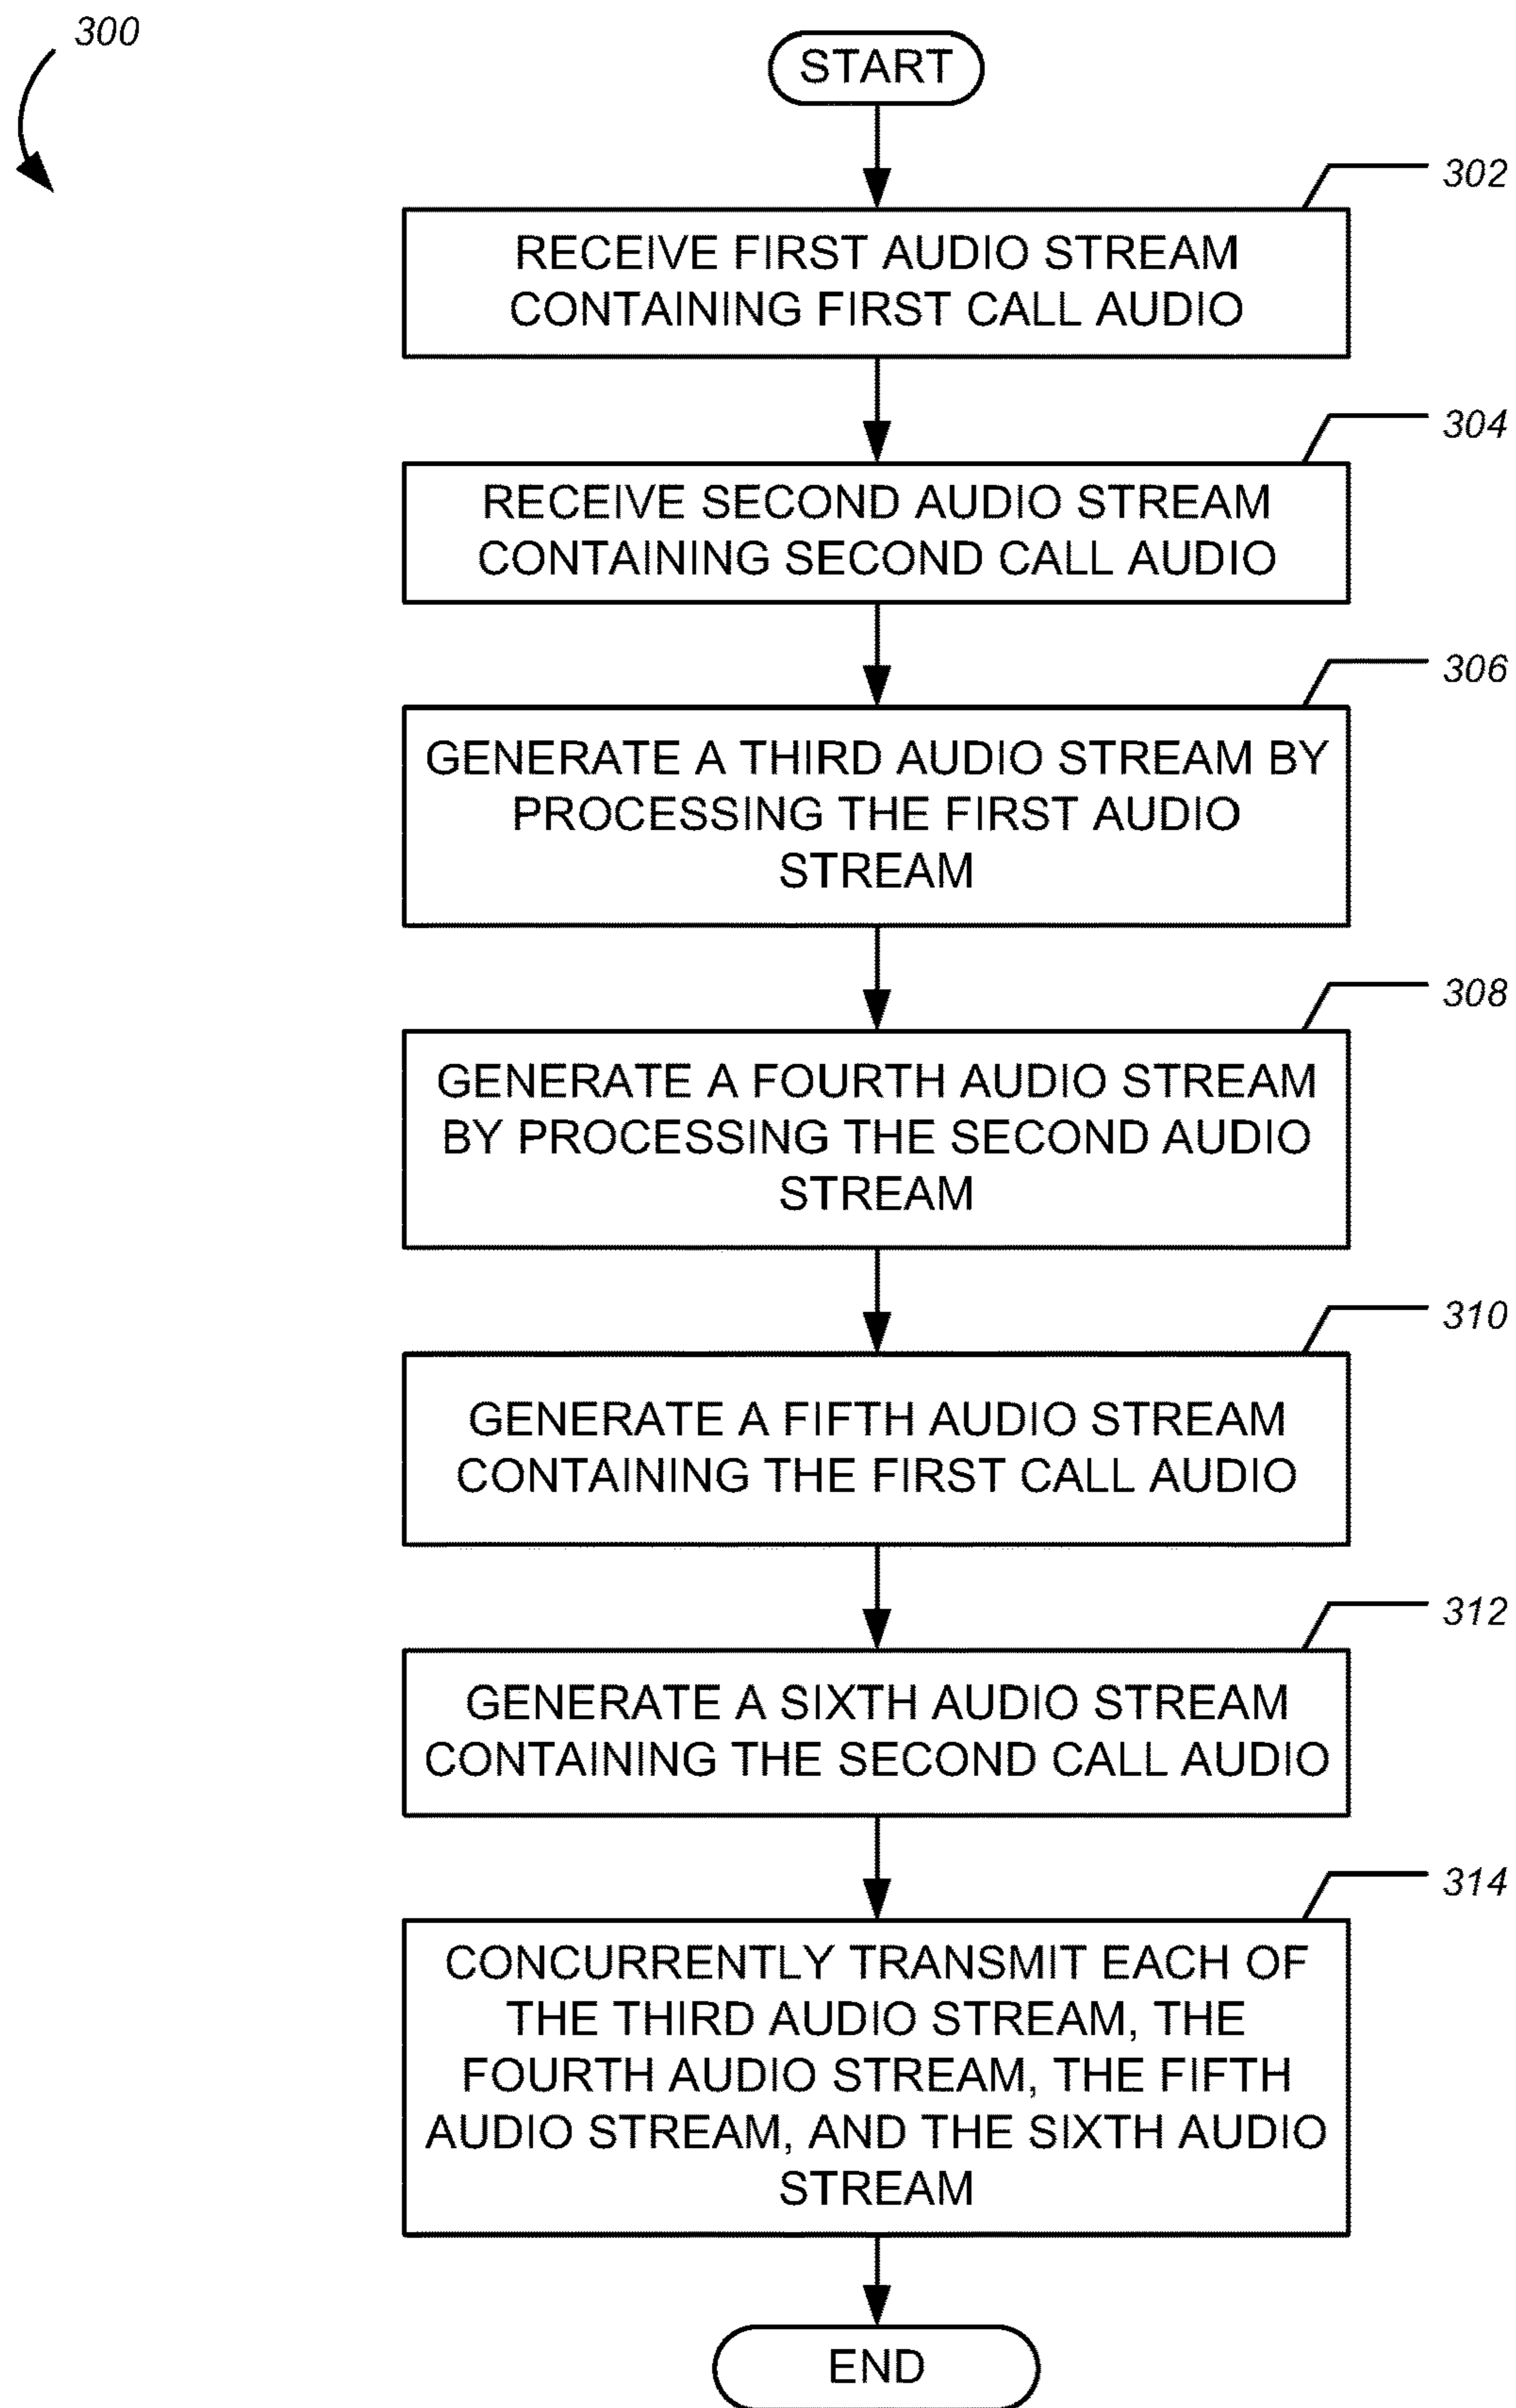 300
START
302
RECEIVE FIRST AUDIO STREAM
CONTAINING FIRST CALL AUDIO
304
RECEIVE SECOND AUDIO STREAM
CONTAINING SECOND CALL AUDIO
306
GENERATE A THIRD AUDIO STREAM BY
PROCESSING THE FIRST AUDIO
STREAM
308
GENERATE A FOURTH AUDIO STREAM
BY PROCESSING THE SECOND AUDIO
STREAM
310
GENERATE A FIFTH AUDIO STREAM
CONTAINING THE FIRST CALL AUDIO
312
GENERATE A SIXTH AUDIO STREAM
CONTAINING THE SECOND CALL AUDIO
314
CONCURRENTLY TRANSMIT EACH OF
THE THIRD AUDIO STREAM, THE
FOURTH AUDIO STREAM, THE FIFTH
AUDIO STREAM, AND THE SIXTH AUDIO
STREAM
END